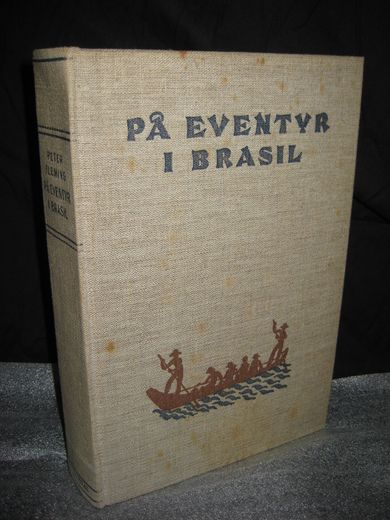 PÅ EVENTYR
I BRASIL
PETER
FLEMING
PÅ EVENTYR
I BRASIL